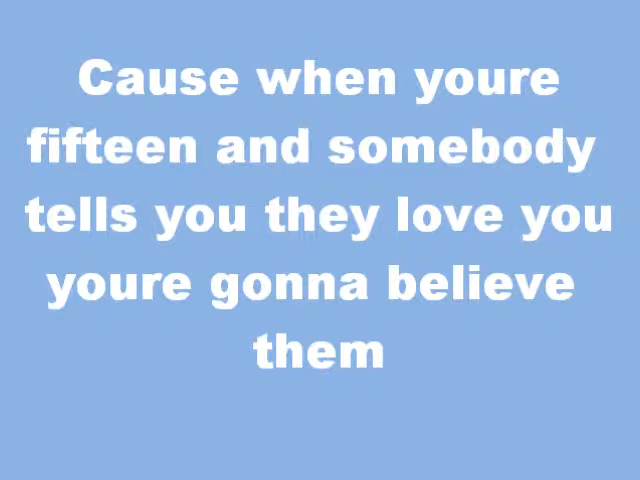 Cause when youre
fifteen and somebody
tells you they love you
youre gonna believe
them